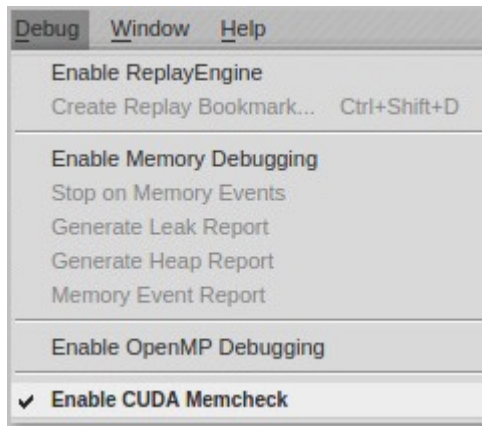 Debug Window Help
Enable ReplayEngine
Create Replay Bookmark... Ctrl+Shift+D
Enable Memory Debugging
Stop on Memory Events
Generate Leak Report
Generate Heap Report
Memory Event Report
Enable OpenMP Debugging
Enable CUDA Memcheck